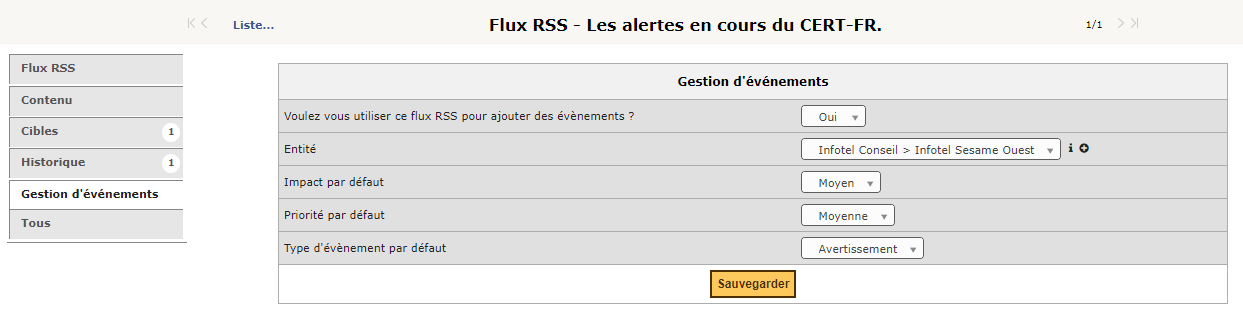 Liste...
Flux RSS - Les alertes en cours du CERT-FR.
1/1
Flux RSS
Contenu
Cibles 1
Historique 1
Gestion d'événements
Tous
Gestion d'événements
Voulez vous utiliser ce flux RSS pour ajouter des évènements ? Oui
Entité Infotel Conseil > Infotel Sesame Ouest
Impact par défaut Moyen
Priorité par défaut Moyenne
Type d'évènement par défaut Avertissement
Sauvegarder